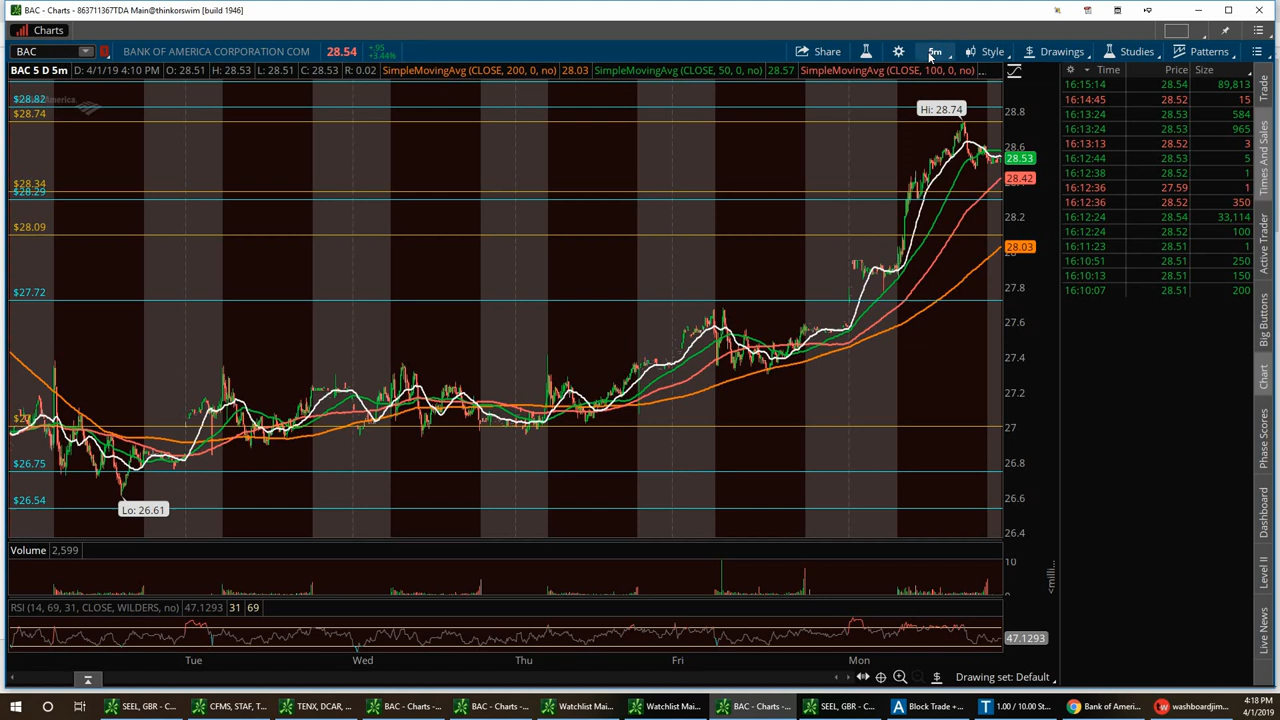 BAC - Charts - 863711367TDA Main@thinkorswim [build 1946]
Charts
BAC
BANK OF AMERICA CORPORATION COM
28.54
+.95
+3.44%
Share
5m
Style
Drawings
Studies
Patterns
BAC 5 D 5m
D: 4/1/19 4:10 PM
O: 28.51
H: 28.53
L: 28.51
C: 28.53
R: 0.02
SimpleMovingAvg (CLOSE, 200, 0, no)
28.03
SimpleMovingAvg (CLOSE, 50, 0, no)
28.57
SimpleMovingAvg (CLOSE, 100, 0, no)
...
Time Price Size
16:15:14 28.54 89,813
16:14:45 28.52 15
16:13:24 28.53 584
16:13:24 28.53 965
16:13:13 28.52 3
16:12:44 28.53 5
16:12:38 28.52 1
16:12:36 27.59 1
16:12:36 28.52 350
16:12:24 28.54 33,114
16:12:24 28.52 100
16:11:23 28.51 1
16:10:51 28.51 250
16:10:13 28.51 150
16:10:07 28.51 200
Trade
Times And Sales
Active Trader
Big Buttons
Chart
Phase Scores
Dashboard
Level II
Live News
$28.82
$28.74
$28.34
$28.29
$28.09
$27.72
$26.75
$26.54
Hi: 28.74
Lo: 26.61
28.8
28.6
28.53
28.42
28.2
28.03
27.8
27.6
27.4
27.2
27
26.8
26.6
26.4
Volume 2,599
10
<milli...
RSI (14, 69, 31, CLOSE, WILDERS, no) 47.1293 31 69
47.1293
Tue
Wed
Thu
Fri
Mon
Drawing set: Default
SEEL, GBR - C...
CFMS, STAF, T...
TENX, DCAR, ...
BAC - Charts -...
BAC - Charts -...
Watchlist Mai...
Watchlist Mai...
BAC - Charts -...
SEEL, GBR - C...
Block Trade +...
1.00 / 10.00 St...
Bank of Ameri...
washboardjim...
4:18 PM
4/1/2019